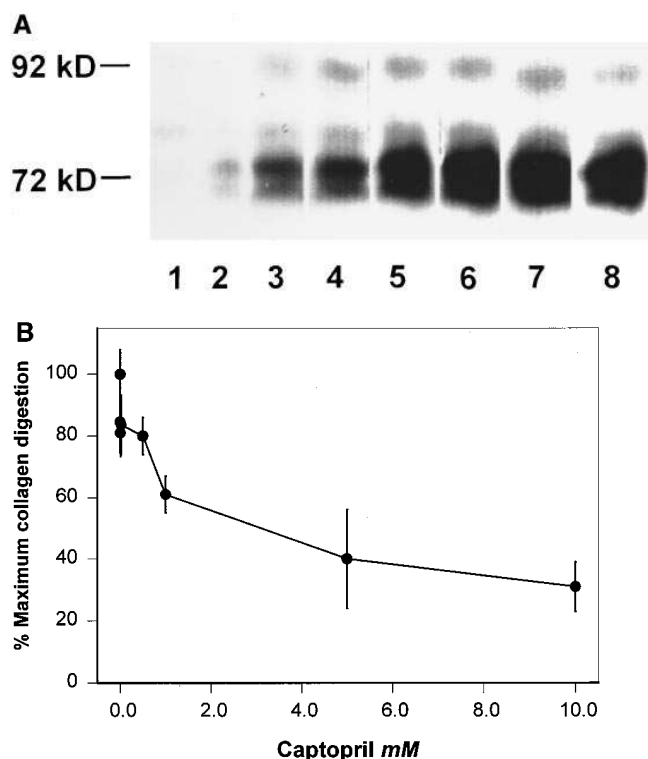 A
92 kD
72 kD
1 2 3 4 5 6 7 8
B
% Maximum collagen digestion
100
80
60
40
20
0
0.0 2.0 4.0 6.0 8.0 10.0
Captopril mM